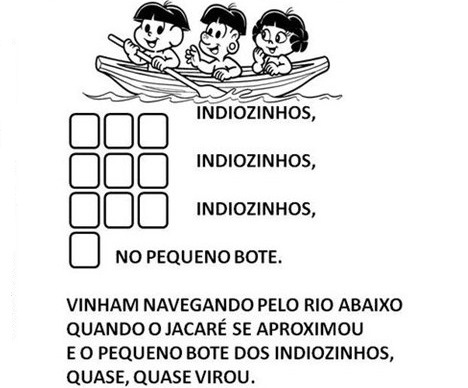 INDIOZINHOS,
INDIOZINHOS,
INDIOZINHOS,
NO PEQUENO BOTE.
VINHAM NAVEGANDO PELO RIO ABAIXO
QUANDO O JACARÉ SE APROXIMOU
E O PEQUENO BOTE DOS INDIOZINHOS,
QUASE, QUASE VIROU.